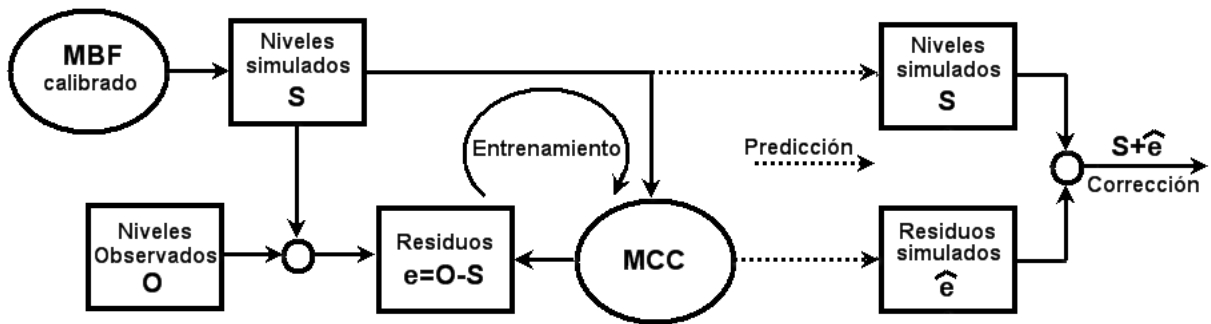 MBF
calibrado
Niveles
simulados
S
Niveles
simulados
S
Entrenamiento
Predicción
S+ê
Corrección
Niveles
Observados
O
Residuos
e=O-S
MCC
Residuos
simulados
ê